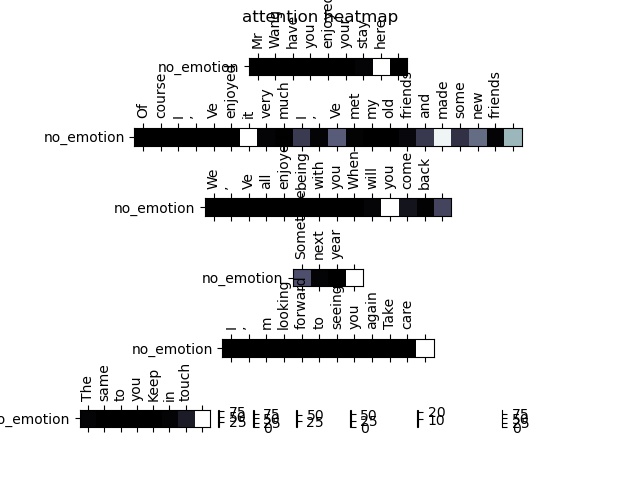 attention heatmap
Mr Wang have you enjoyed your stay here
no_emotion
Of course I ' Ve enjoyed it very much I ' Ve met my old friends and made some new friends
no_emotion
We ' Ve all enjoyed being with you When will you come back
no_emotion
Sometime next year
no_emotion
I ' m looking forward to seeing you again Take care
no_emotion
The same to you Keep in touch
no_emotion
75 75 50 50 20 75
50 50 25 25 10 50
25 25 0 25
0 0